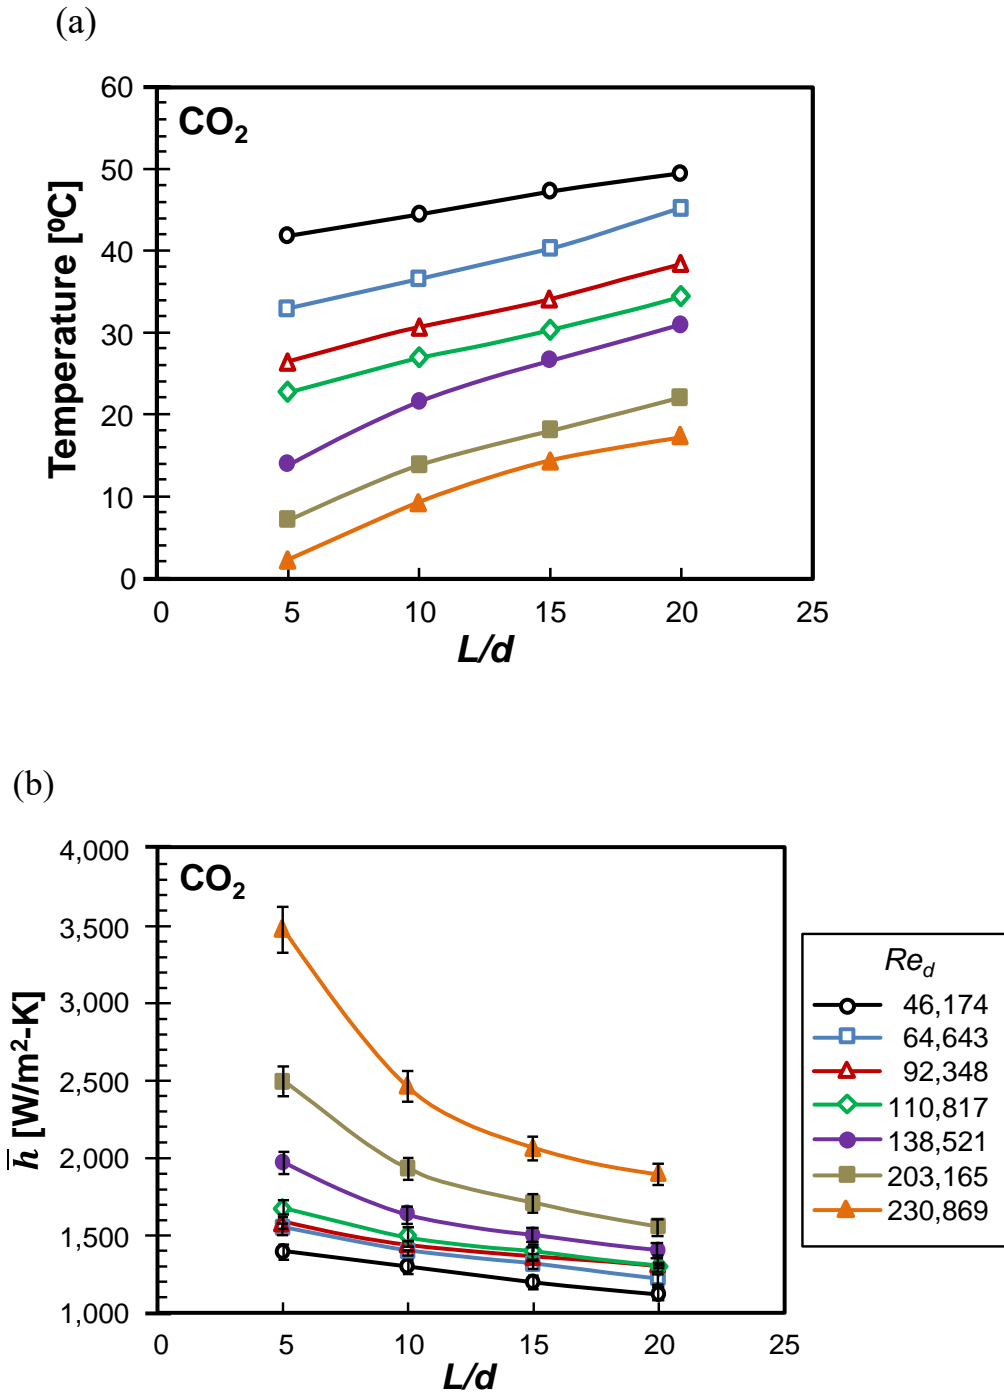 (a)
60
CO2
50
40
30
20
10
0
Temperature [ºC]
0 5 10 15 20 25
L/d
(b)
4,000
CO2
3,500
3,000
2,500
2,000
1,500
1,000
h̅ [W/m²-K]
0 5 10 15 20 25
L/d
Red
46,174
64,643
92,348
110,817
138,521
203,165
230,869